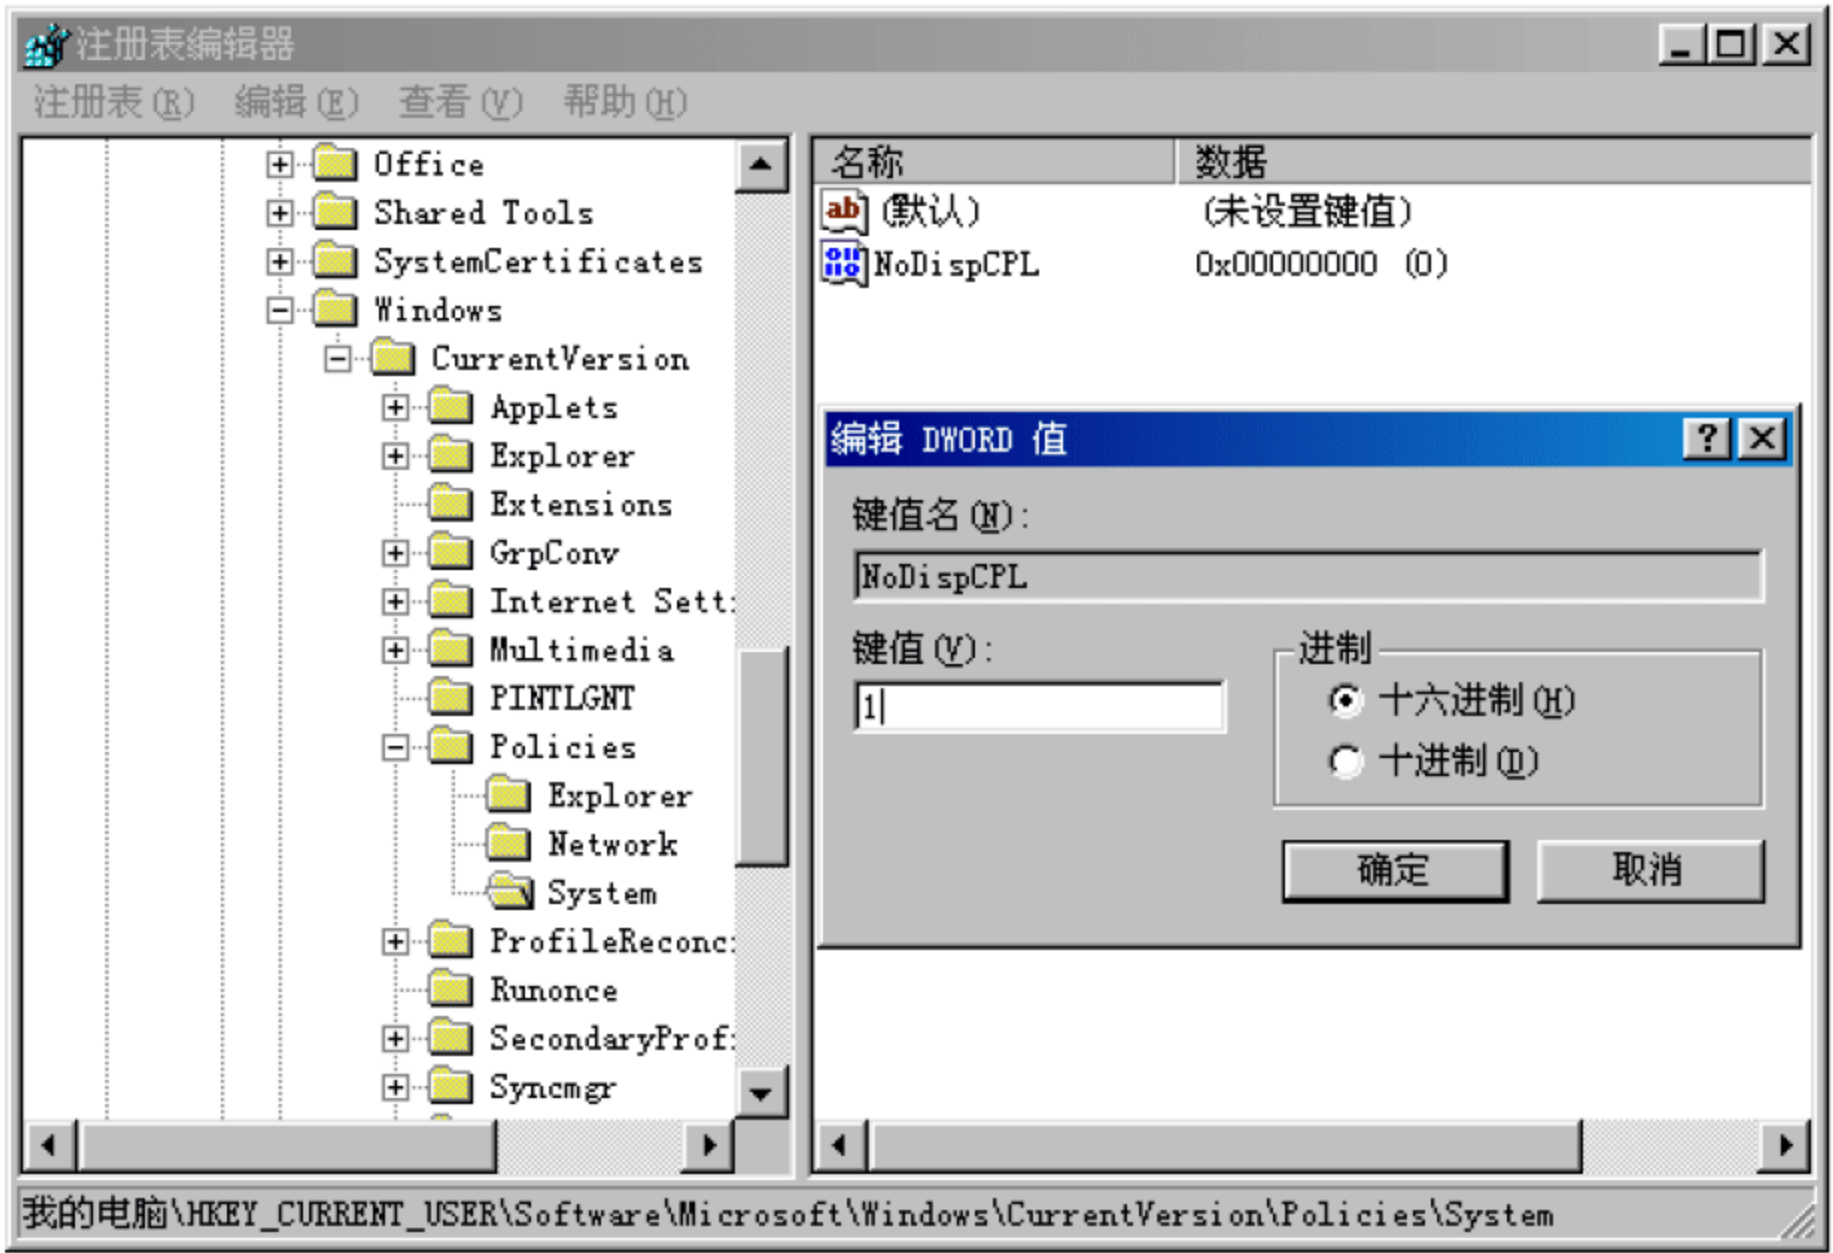 注册表编辑器
注册表(R) 编辑(E) 查看(V) 帮助(H)
Office
Shared Tools
SystemCertificates
Windows
CurrentVersion
Applets
Explorer
Extensions
GrpConv
Internet Sett
Multimedia
PINTLGNT
Policies
Explorer
Network
System
ProfileReconc
Runonce
SecondaryProf
Syncmgr
名称 数据
ab (默认) (未设置键值)
NoDispCPL 0x00000000 (0)
编辑 DWORD 值
键值名(N):
NoDispCPL
键值(V):
1
进制
十六进制(H)
十进制(D)
确定 取消
我的电脑\HKEY_CURRENT_USER\Software\Microsoft\Windows\CurrentVersion\Policies\System